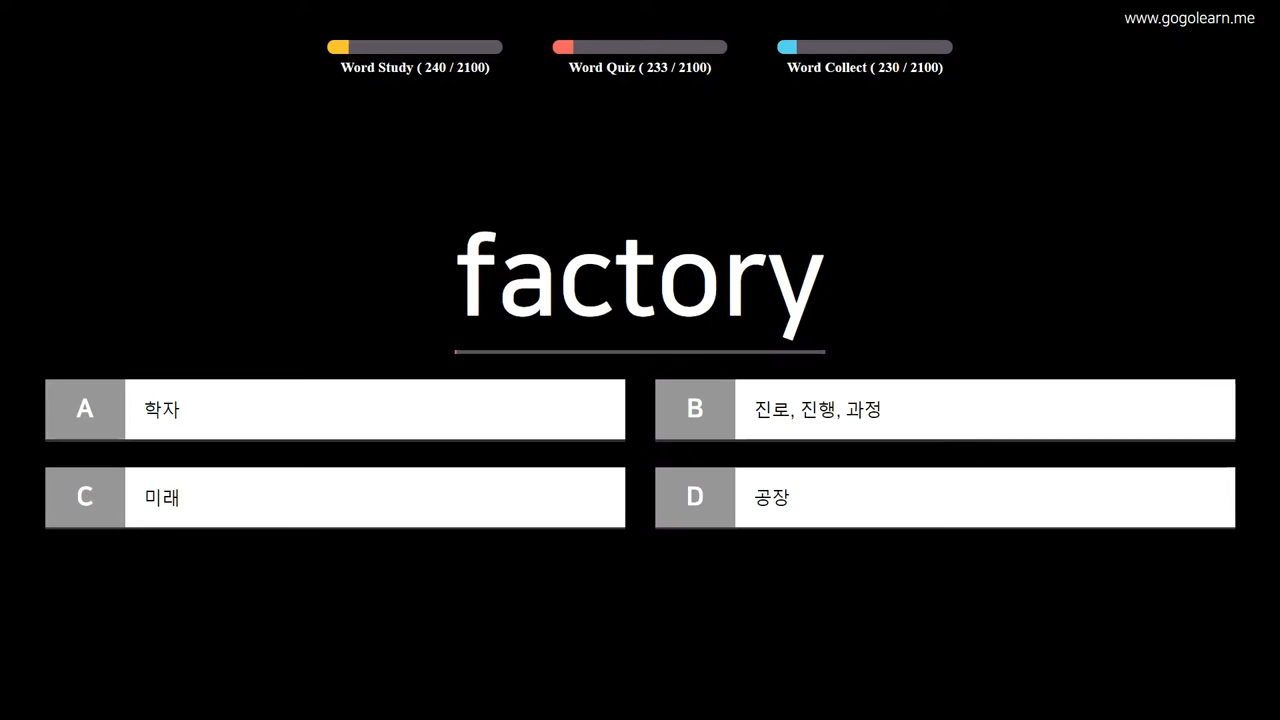 www.gogolearn.me
Word Study ( 240 / 2100)
Word Quiz ( 233 / 2100)
Word Collect ( 230 / 2100)
factory
A 학자
B 진로, 진행, 과정
C 미래
D 공장